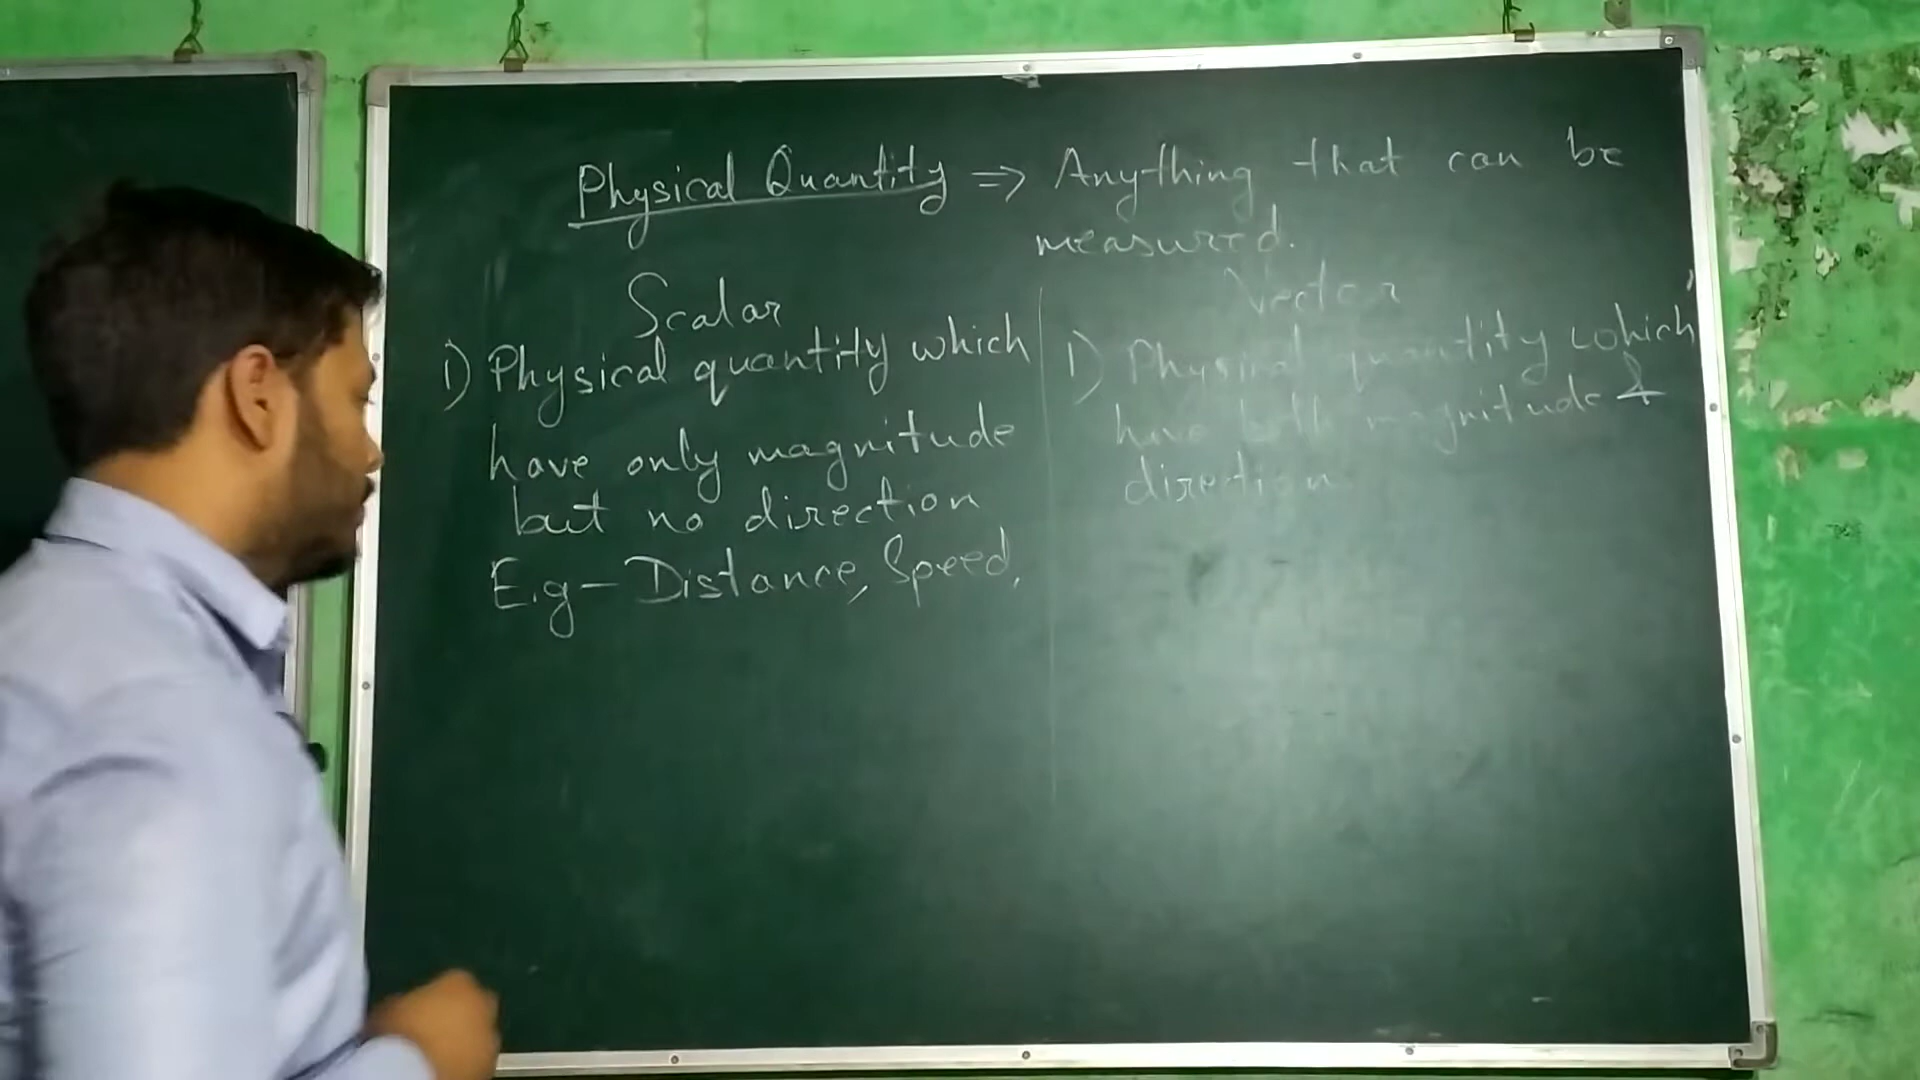 Physical Quantity ⇒ Anything that can be
measured.
Scalar
1) Physical quantity which
have only magnitude
but no direction
E.g- Distance, Speed,
Vector
1) Physical quantity which
have both magnitude &
direction